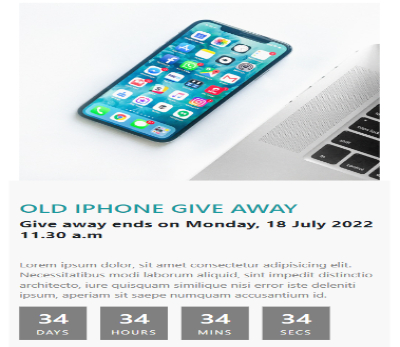 OLD IPHONE GIVE AWAY
Give away ends on Monday, 18 July 2022
11.30 a.m
Lorem ipsum dolor, sit amet consectetur adipisicing elit.
Necessitatibus modi laborum aliquid, sint impedit distinctio
architecto, iure quisquam similique nisi error iste deleniti
ipsum, aperiam sit saepe numquam accusantium id.
34 34 34 34
DAYS HOURS MINS SECS